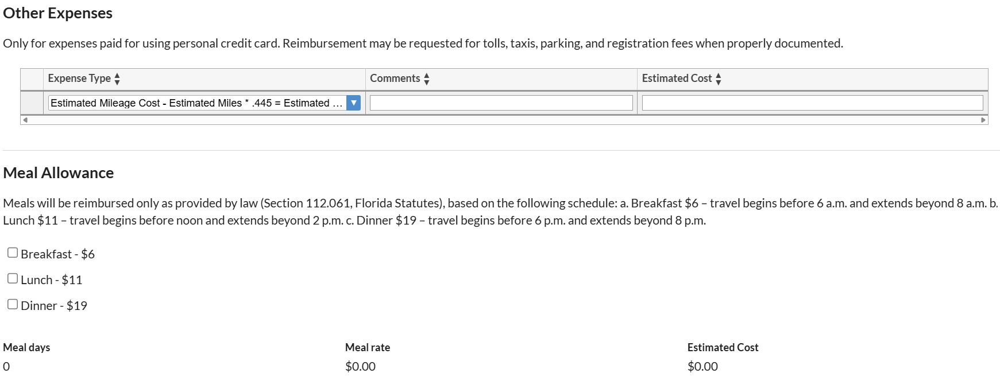 Other Expenses
Only for expenses paid for using personal credit card. Reimbursement may be requested for tolls, taxis, parking, and registration fees when properly documented.
Expense Type Comments Estimated Cost
Estimated Mileage Cost - Estimated Miles * .445 = Estimated ...
Meal Allowance
Meals will be reimbursed only as provided by law (Section 112.061, Florida Statutes), based on the following schedule: a. Breakfast $6 – travel begins before 6 a.m. and extends beyond 8 a.m. b.
Lunch $11 – travel begins before noon and extends beyond 2 p.m. c. Dinner $19 – travel begins before 6 p.m. and extends beyond 8 p.m.
Breakfast - $6
Lunch - $11
Dinner - $19
Meal days Meal rate Estimated Cost
0 $0.00 $0.00